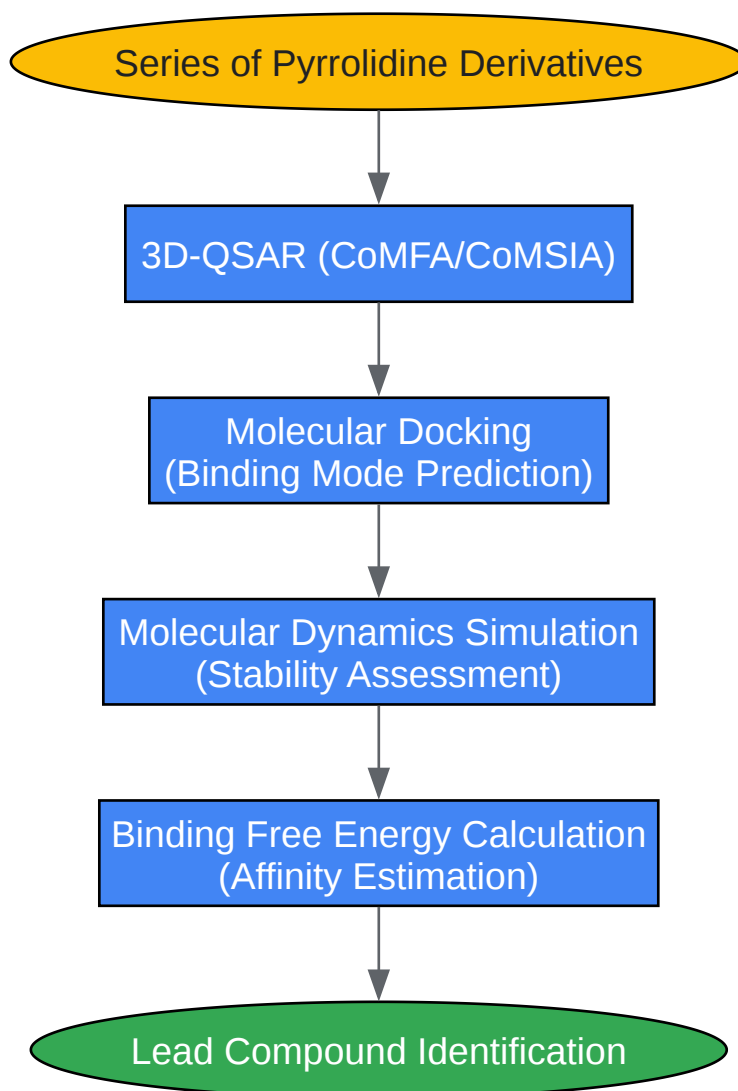 Series of Pyrrolidine Derivatives
3D-QSAR (CoMFA/CoMSIA)
Molecular Docking
(Binding Mode Prediction)
Molecular Dynamics Simulation
(Stability Assessment)
Binding Free Energy Calculation
(Affinity Estimation)
Lead Compound Identification